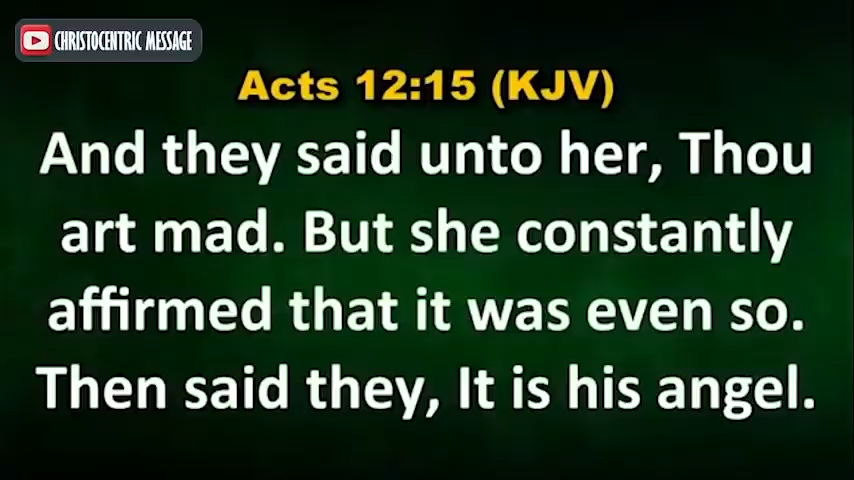 CHRISTOCENTRIC MESSAGE
Acts 12:15 (KJV)
And they said unto her, Thou
art mad. But she constantly
affirmed that it was even so.
Then said they, It is his angel.